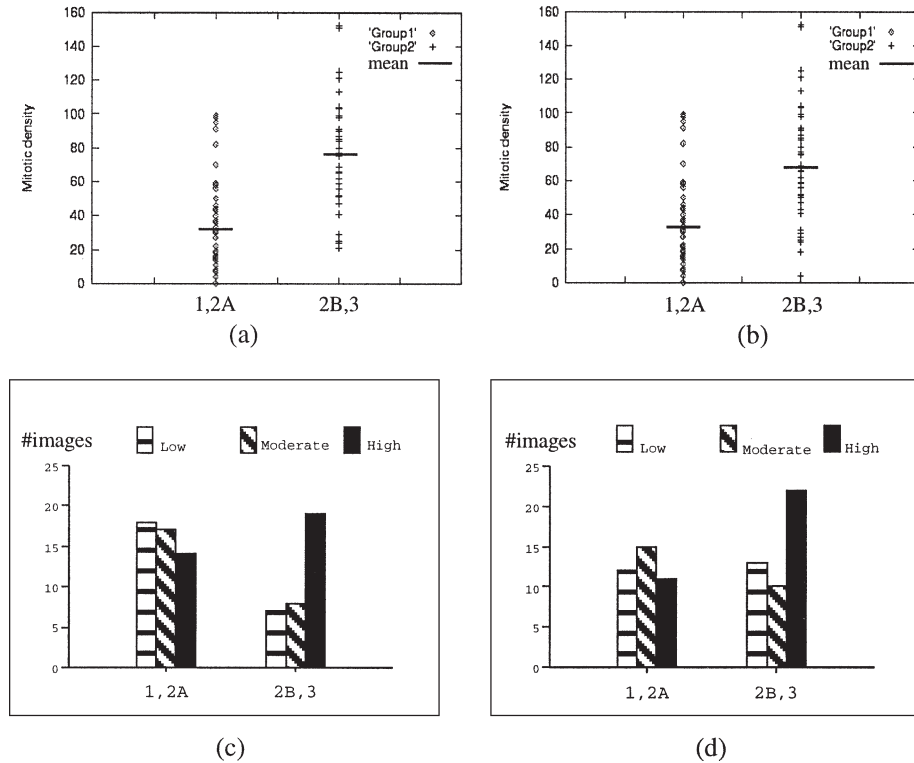 160
140
120
100
80
60
40
20
0
Mitotic density
'Group1'
'Group2'
mean
1,2A 2B,3
(a)
160
140
120
100
80
60
40
20
0
Mitotic density
'Group1'
'Group2'
mean
1,2A 2B,3
(b)
#images
Low Moderate High
25
20
15
10
5
0
1,2A 2B,3
(c)
#images
Low Moderate High
25
20
15
10
5
0
1,2A 2B,3
(d)